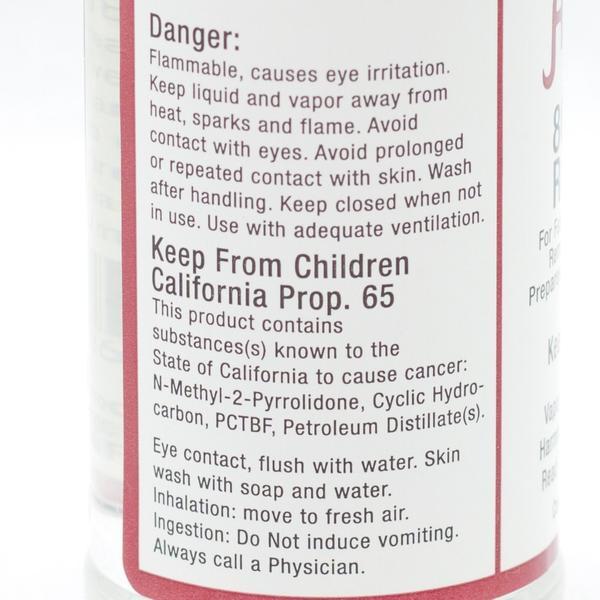 Danger:
Flammable, causes eye irritation.
Keep liquid and vapor away from
heat, sparks and flame. Avoid
contact with eyes. Avoid prolonged
or repeated contact with skin. Wash
after handling. Keep closed when not
in use. Use with adequate ventilation.
Keep From Children
California Prop. 65
This product contains
substances(s) known to the
State of California to cause cancer:
N-Methyl-2-Pyrrolidone, Cyclic Hydro-
carbon, PCTBF, Petroleum Distillate(s).
Eye contact, flush with water. Skin
wash with soap and water.
Inhalation: move to fresh air.
Ingestion: Do Not induce vomiting.
Always call a Physician.
For